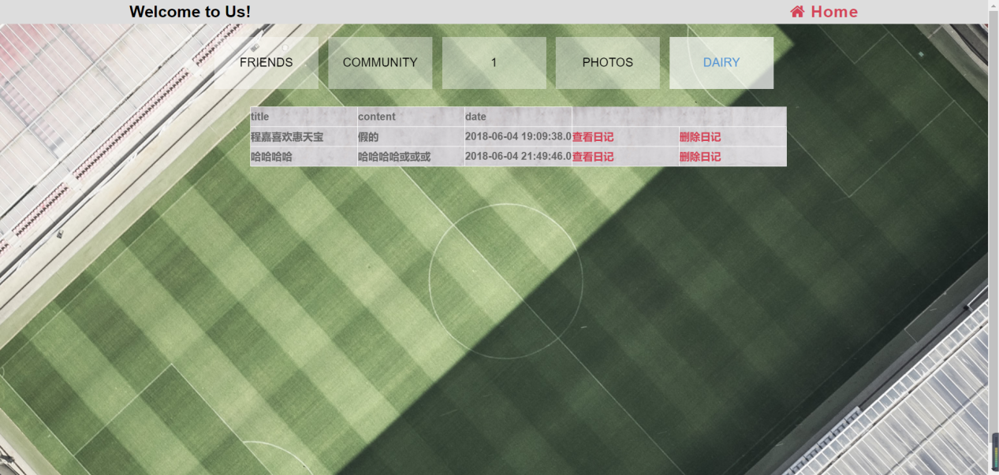 Welcome to Us! Home
FRIENDS COMMUNITY 1 PHOTOS DAIRY
title content date
程嘉喜欢惠天宝 假的 2018-06-04 19:09:38.0 查看日记 删除日记
哈哈哈哈 哈哈哈哈或或或 2018-06-04 21:49:46.0 查看日记 删除日记